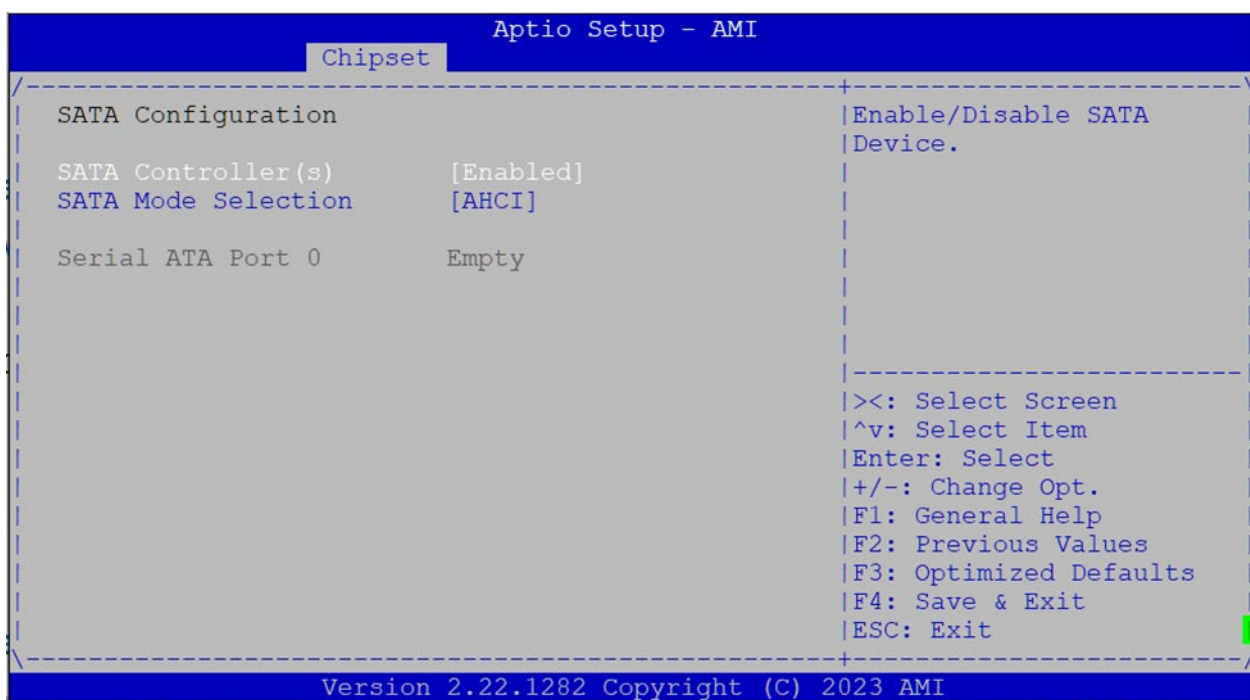 Aptio Setup - AMI
Chipset
SATA Configuration
SATA Controller(s) [Enabled]
SATA Mode Selection [AHCI]
Serial ATA Port 0 Empty
Enable/Disable SATA
Device.
><: Select Screen
^v: Select Item
Enter: Select
+/-: Change Opt.
F1: General Help
F2: Previous Values
F3: Optimized Defaults
F4: Save & Exit
ESC: Exit
Version 2.22.1282 Copyright (C) 2023 AMI